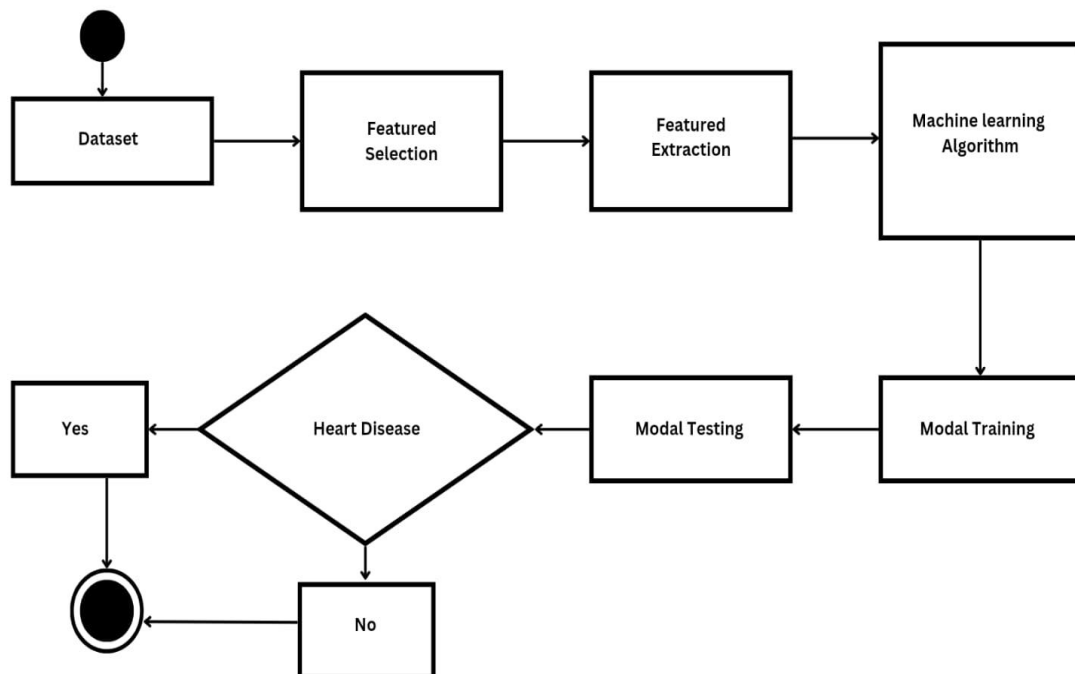 Dataset
Featured
Selection
Featured
Extraction
Machine learning
Algorithm
Modal Training
Modal Testing
Heart Disease
Yes
No